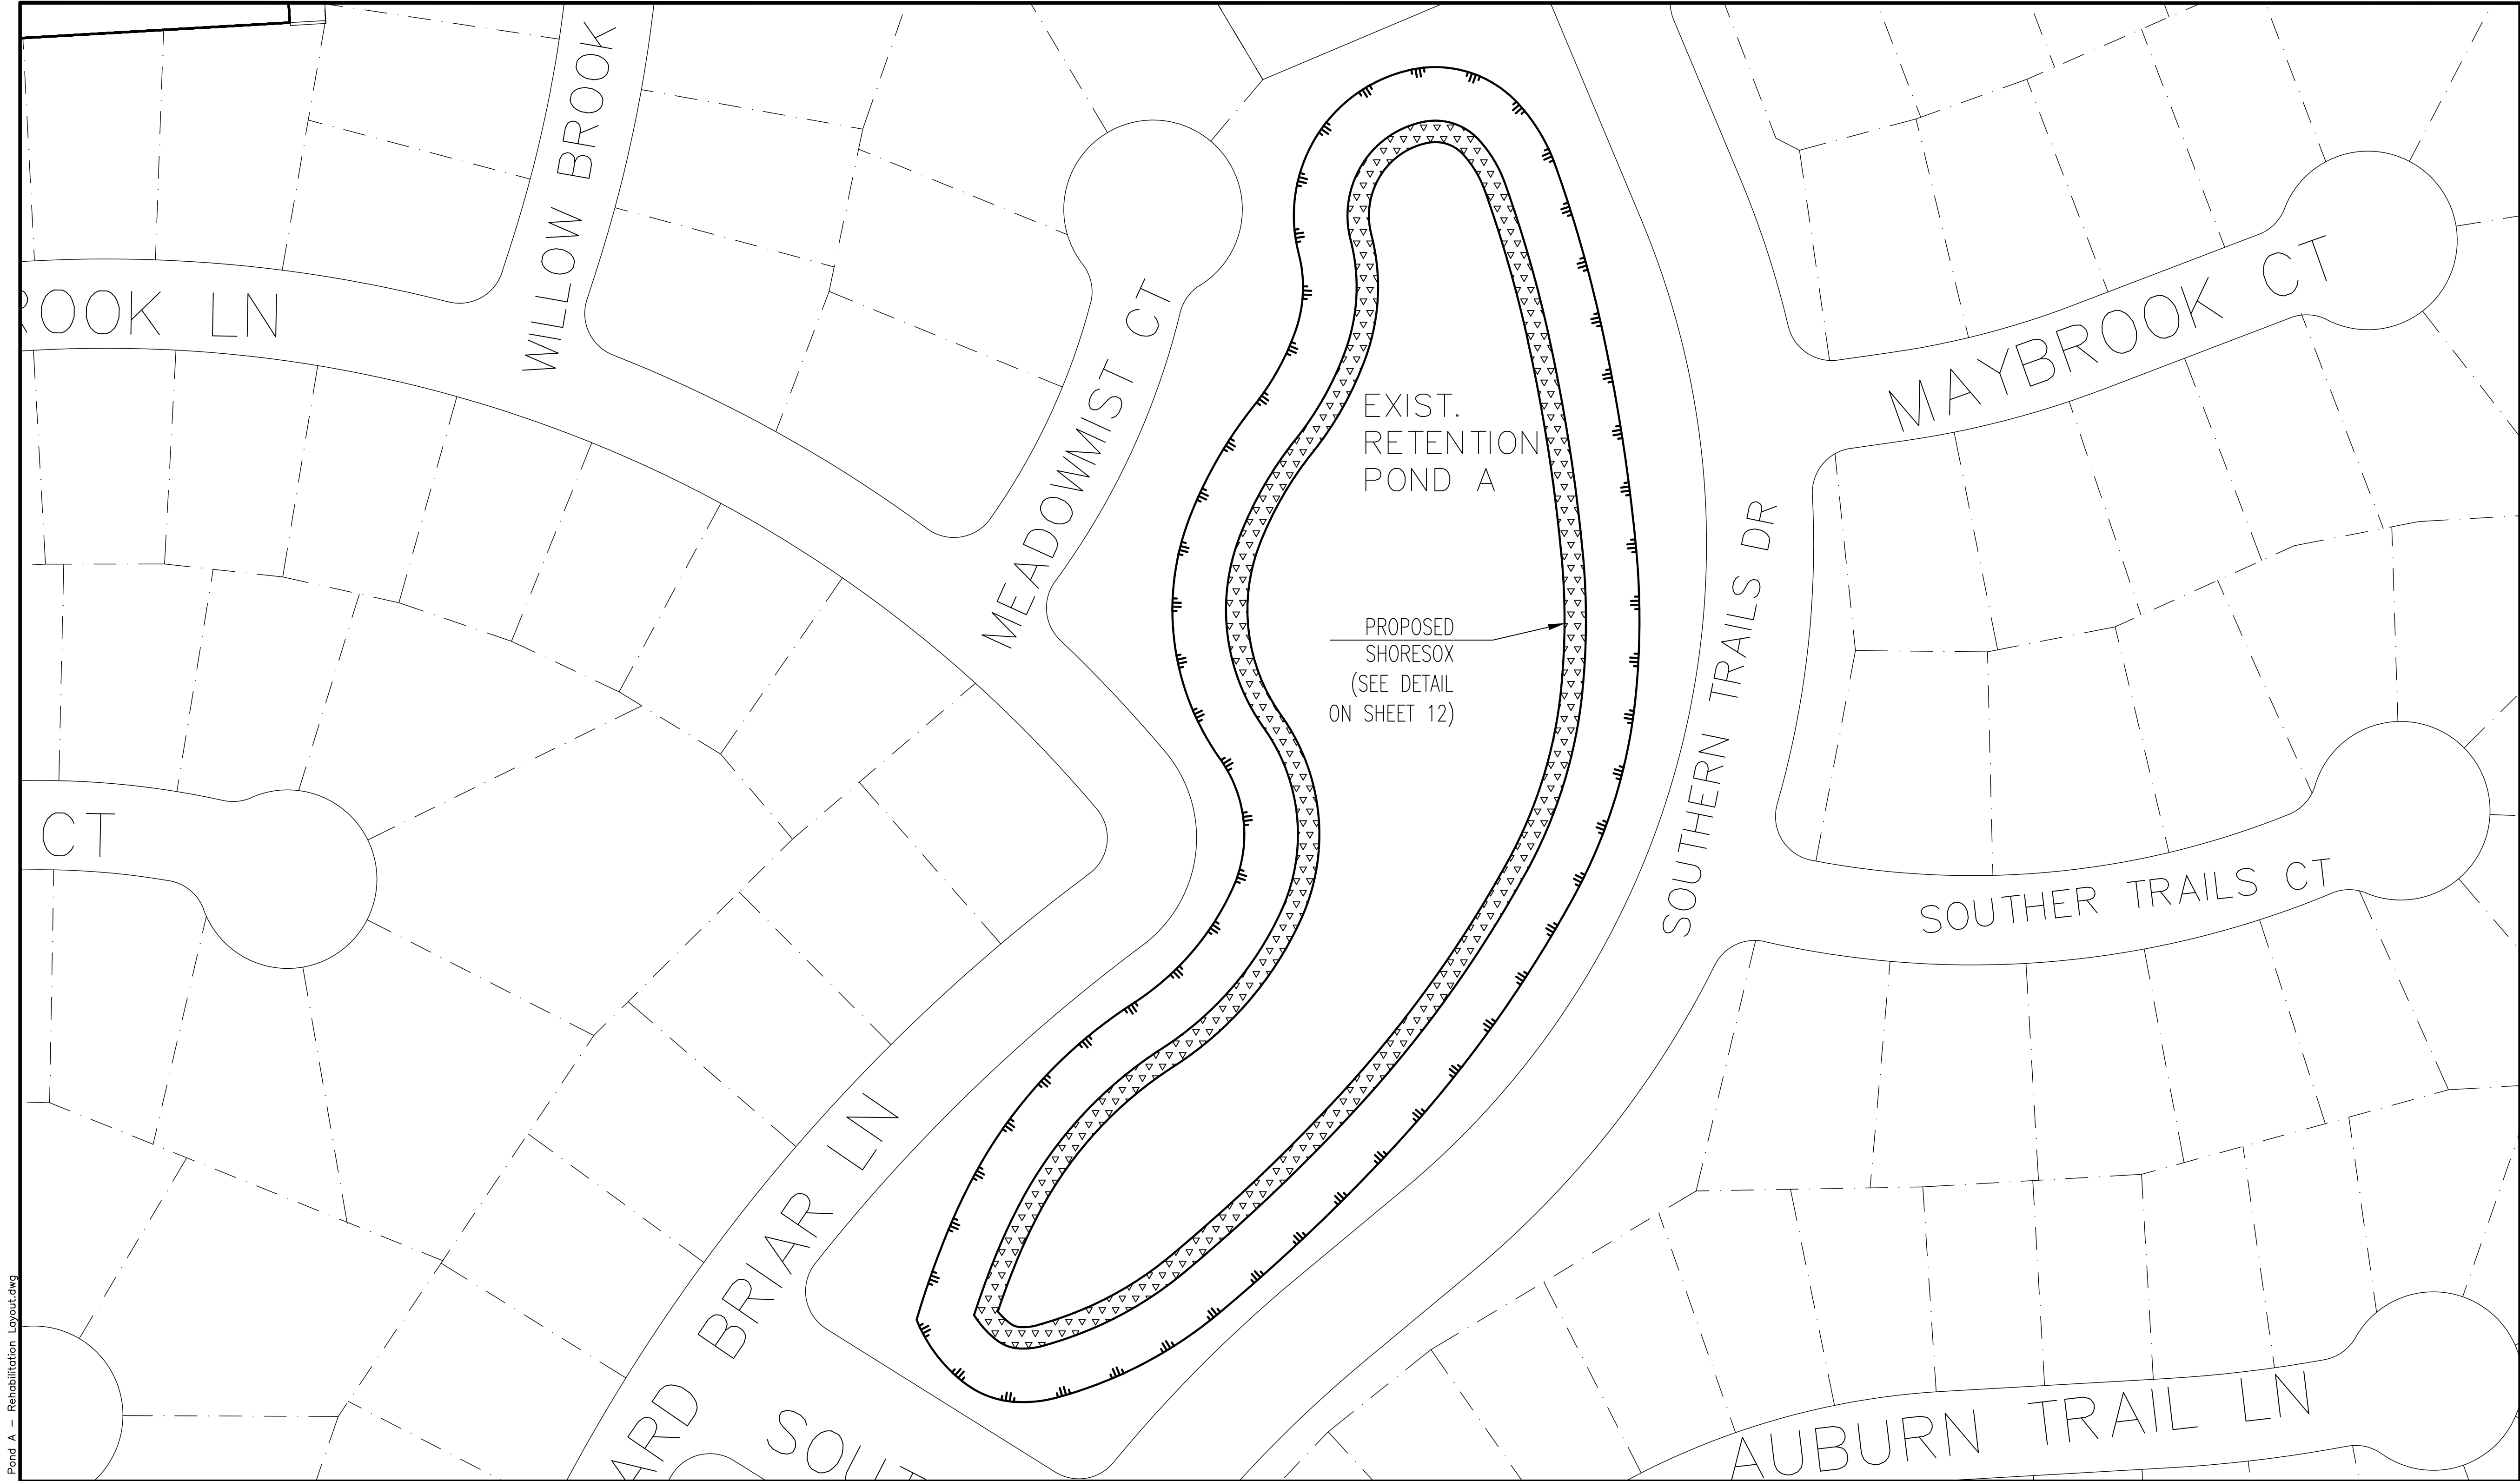 WILLOW BROOK
ROOK LN
MEADOWMIST CT
MAYBROOK CT
EXIST.
RETENTION
POND A
PROPOSED
SHORESOX
(SEE DETAIL
ON SHEET 12)
SOUTHERN TRAILS DR
CT
SOUTHER TRAILS CT
ARD BRIAR LN
SOUT
AUBURN TRAIL LN
Pond A - Rehabilitation Layout.dwg